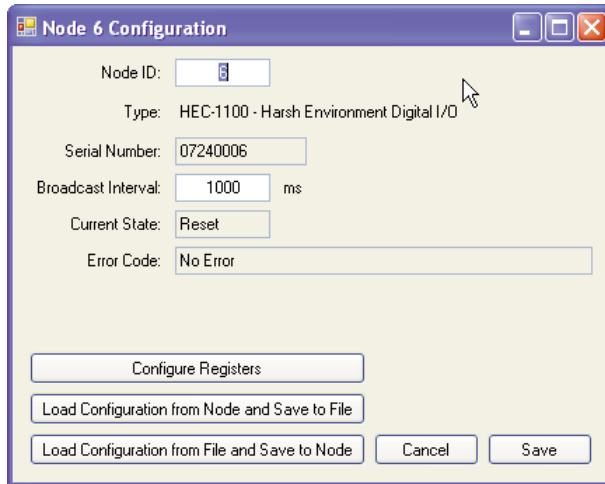 Node 6 Configuration
Node ID: 6
Type: HEC-1100 - Harsh Environment Digital I/O
Serial Number: 07240006
Broadcast Interval: 1000 ms
Current State: Reset
Error Code: No Error
Configure Registers
Load Configuration from Node and Save to File
Load Configuration from File and Save to Node Cancel Save